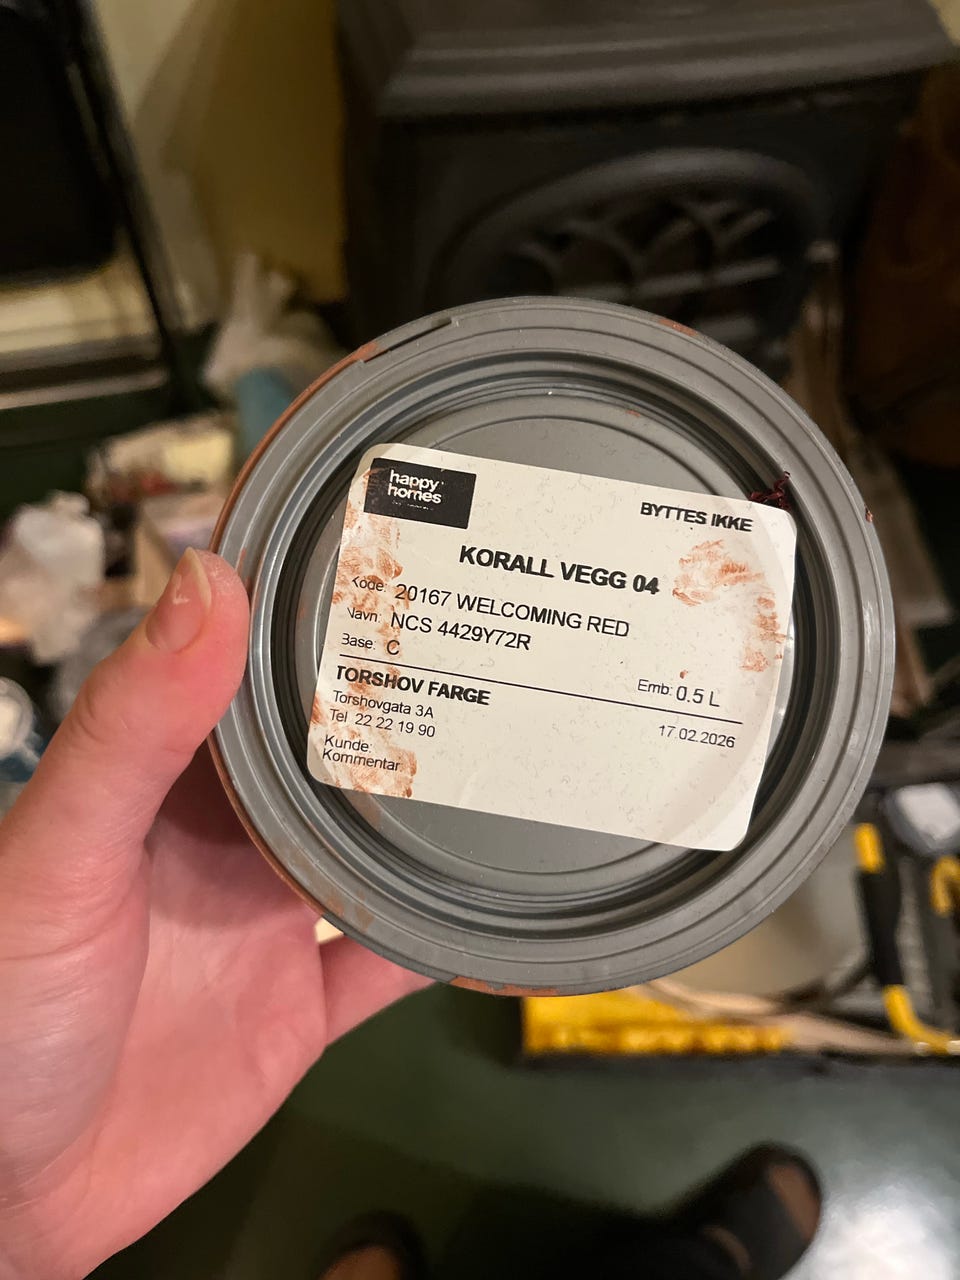 happy
homes
BYTTES IKKE
KORALL VEGG 04
Kode: 20167 WELCOMING RED
Navn: NCS 4429Y72R
Base: C
Emb: 0.5 L
TORSHOV FARGE
Torshovgata 3A
Tel 22 22 19 90
17.02.2026
Kunde:
Kommentar: